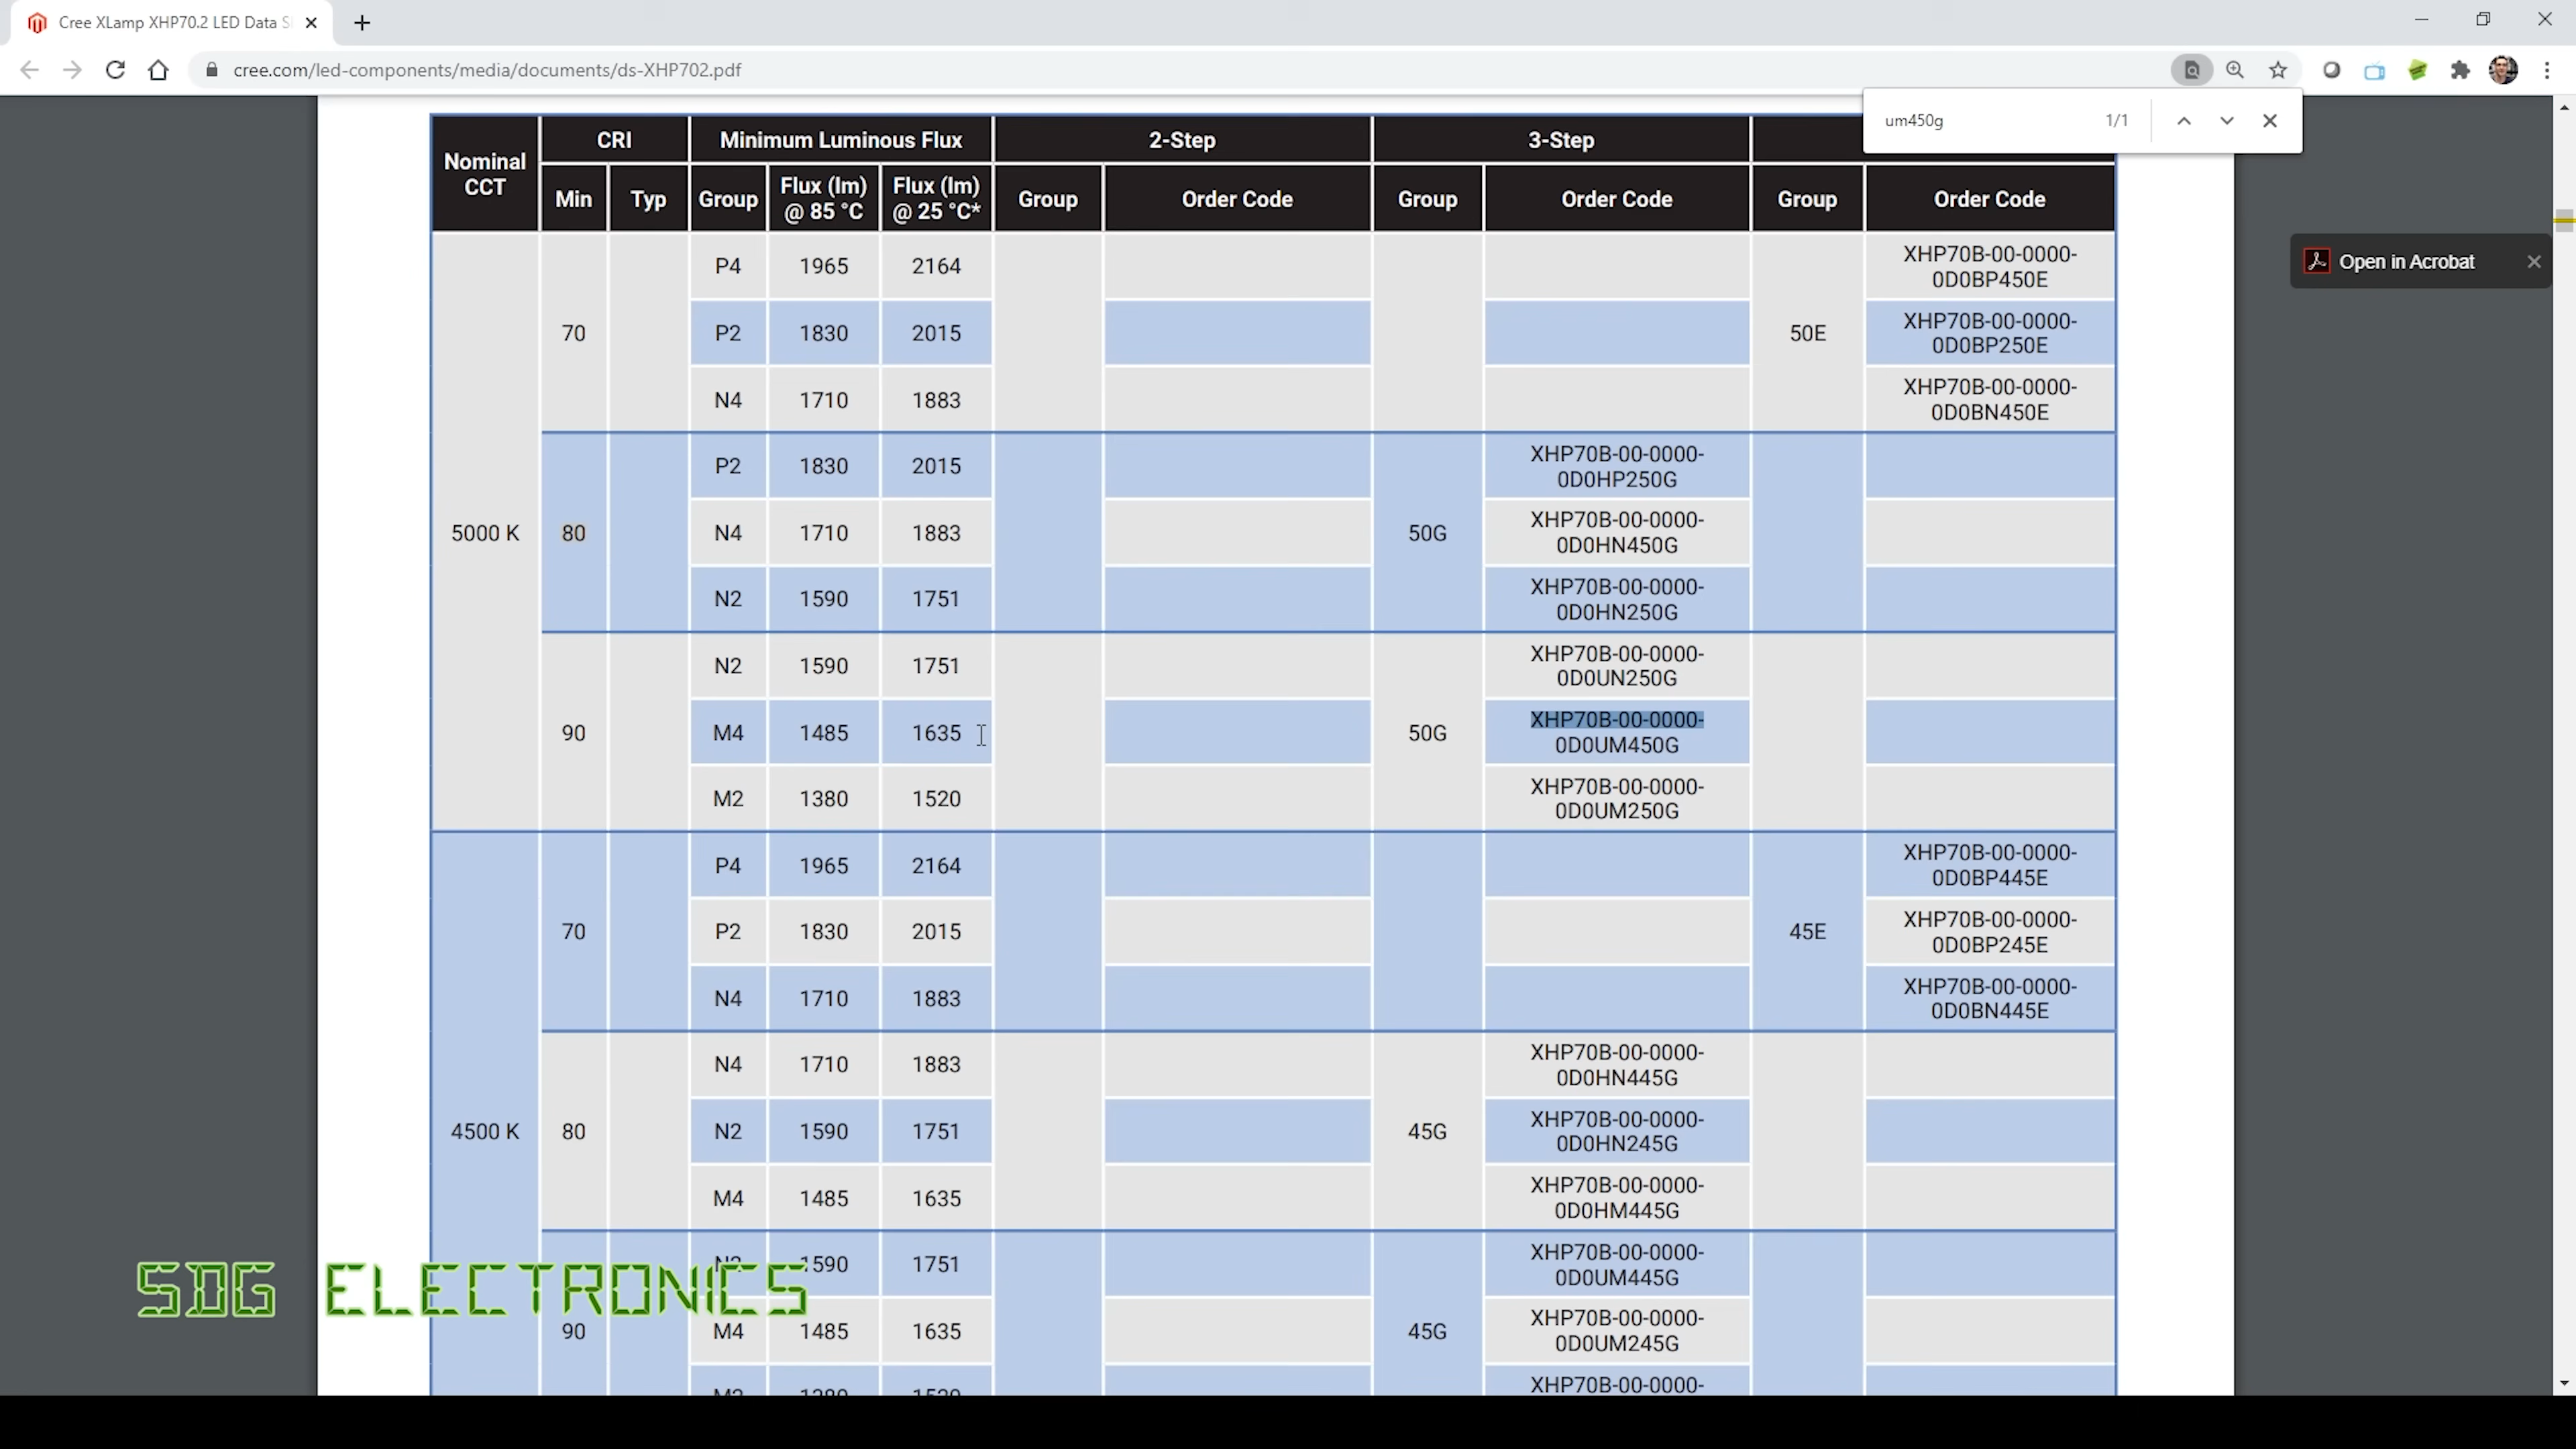 Cree XLamp XHP70.2 LED Data S
cree.com/led-components/media/documents/ds-XHP702.pdf
um450g 1/1
Open in Acrobat
Nominal CCT CRI Minimum Luminous Flux 2-Step 3-Step
Min Typ Group Flux (lm) @ 85 °C Flux (lm) @ 25 °C* Group Order Code Group Order Code Group Order Code
5000 K
70 50E
P4 1965 2164 XHP70B-00-0000-
0D0BP450E
P2 1830 2015 XHP70B-00-0000-
0D0BP250E
N4 1710 1883 XHP70B-00-0000-
0D0BN450E
80 50G
P2 1830 2015 XHP70B-00-0000-
0D0HP250G
N4 1710 1883 XHP70B-00-0000-
0D0HN450G
N2 1590 1751 XHP70B-00-0000-
0D0HN250G
90 50G
N2 1590 1751 XHP70B-00-0000-
0D0UN250G
M4 1485 1635 XHP70B-00-0000-
0D0UM450G
M2 1380 1520 XHP70B-00-0000-
0D0UM250G
4500 K
70 45E
P4 1965 2164 XHP70B-00-0000-
0D0BP445E
P2 1830 2015 XHP70B-00-0000-
0D0BP245E
N4 1710 1883 XHP70B-00-0000-
0D0BN445E
80 45G
N4 1710 1883 XHP70B-00-0000-
0D0HN445G
N2 1590 1751 XHP70B-00-0000-
0D0HN245G
M4 1485 1635 XHP70B-00-0000-
0D0HM445G
90 45G
N2 1590 1751 XHP70B-00-0000-
0D0UM445G
M4 1485 1635 XHP70B-00-0000-
0D0UM245G
XHP70B-00-0000-
SDG ELECTRONICS